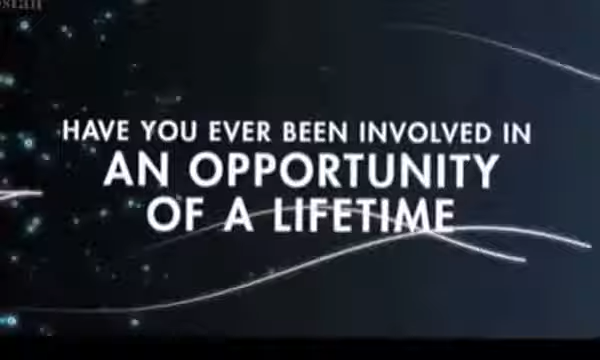 HAVE YOU EVER BEEN INVOLVED IN
AN OPPORTUNITY
OF A LIFETIME